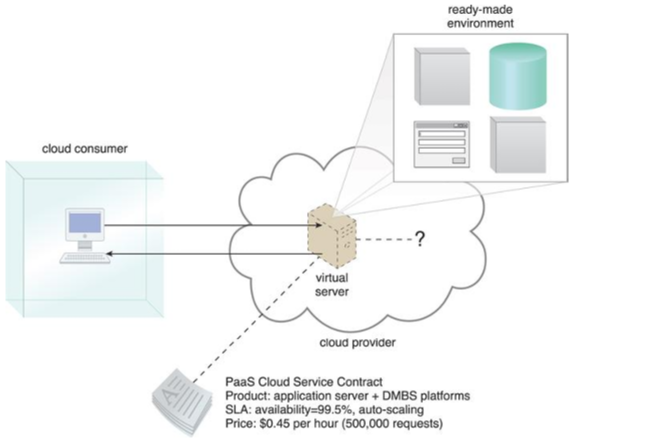 ready-made
environment
cloud consumer
?
virtual
server
cloud provider
PaaS Cloud Service Contract
Product: application server + DMBS platforms
SLA: availability=99.5%, auto-scaling
Price: $0.45 per hour (500,000 requests)
A